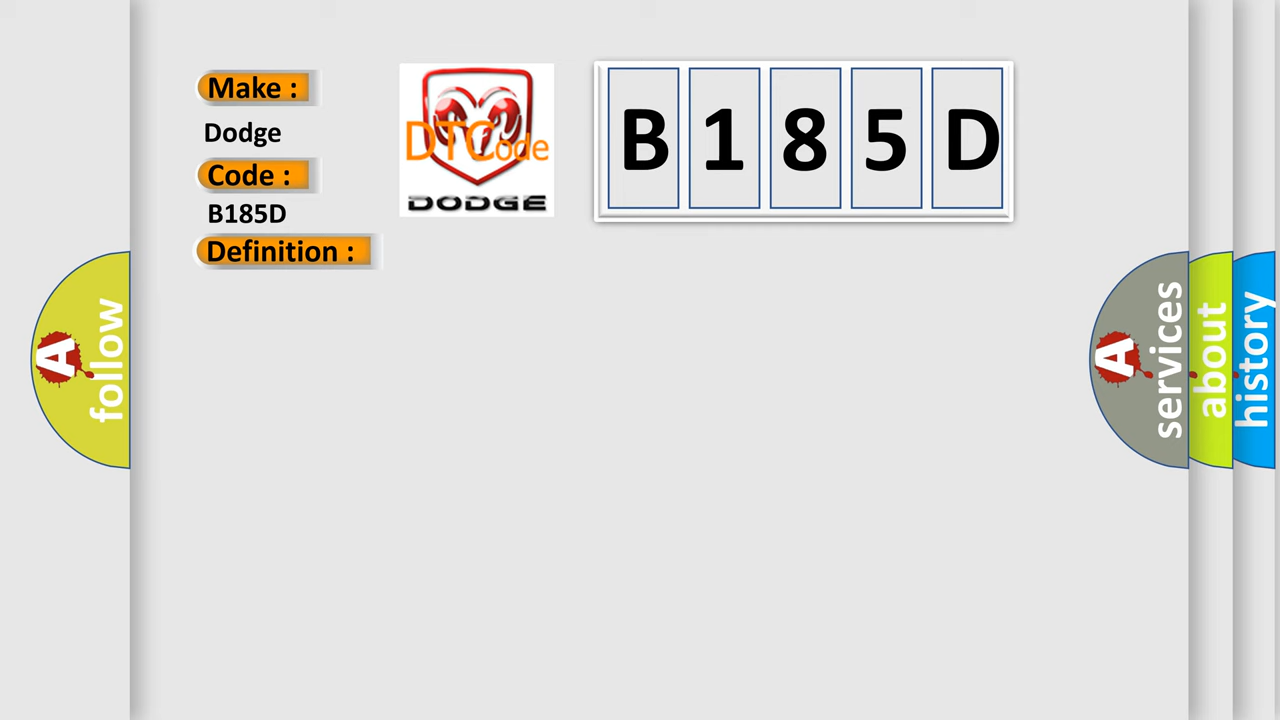 Make :
Dodge
Code :
B185D
Definition :
DTCode
DODGE
B 1 8 5 D
A follow
A services
about
history